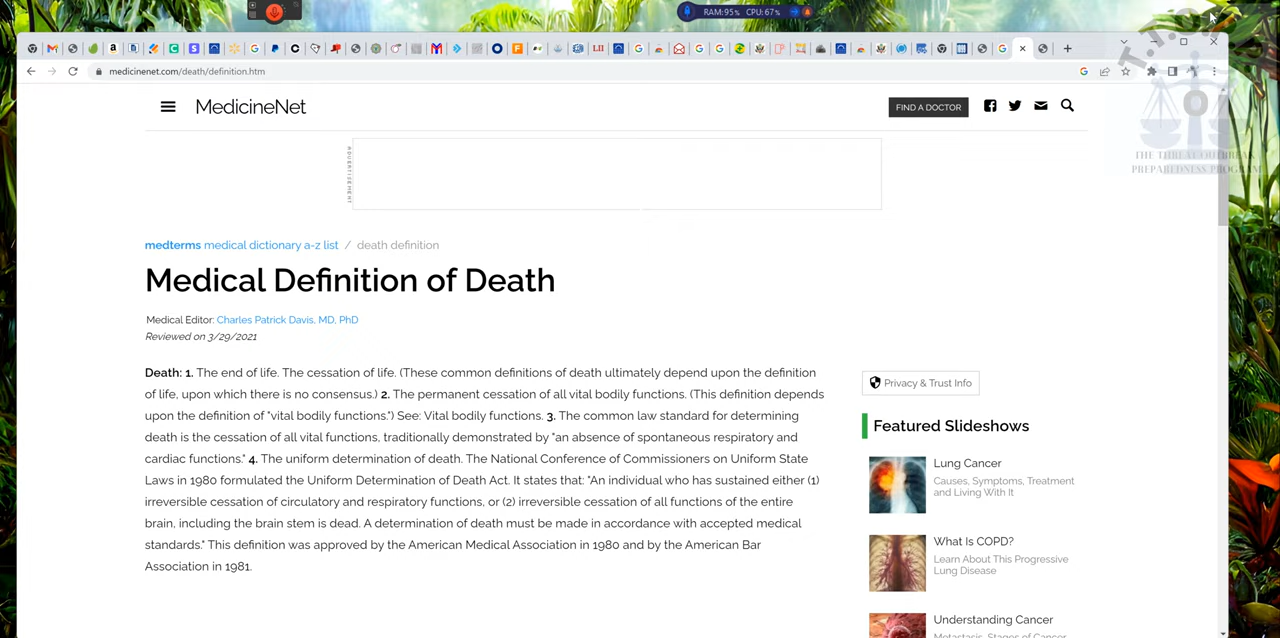 RAM:95% CPU:67%
T.T.O.P.
medicinenet.com/death/definition.htm
MedicineNet
FIND A DOCTOR
THE THREAT OUTBREAK
PREPAREDNESS PROGRAM
ADVERTISEMENT
medterms medical dictionary a-z list / death definition
Medical Definition of Death
Medical Editor: Charles Patrick Davis, MD, PhD
Reviewed on 3/29/2021
Death: 1. The end of life. The cessation of life. (These common definitions of death ultimately depend upon the definition
of life, upon which there is no consensus.) 2. The permanent cessation of all vital bodily functions. (This definition depends
upon the definition of "vital bodily functions.") See: Vital bodily functions. 3. The common law standard for determining
death is the cessation of all vital functions, traditionally demonstrated by "an absence of spontaneous respiratory and
cardiac functions." 4. The uniform determination of death. The National Conference of Commissioners on Uniform State
Laws in 1980 formulated the Uniform Determination of Death Act. It states that: "An individual who has sustained either (1)
irreversible cessation of circulatory and respiratory functions, or (2) irreversible cessation of all functions of the entire
brain, including the brain stem is dead. A determination of death must be made in accordance with accepted medical
standards." This definition was approved by the American Medical Association in 1980 and by the American Bar
Association in 1981.
Privacy & Trust Info
Featured Slideshows
Lung Cancer
Causes, Symptoms, Treatment
and Living With It
What Is COPD?
Learn About This Progressive
Lung Disease
Understanding Cancer
Metastasis, Stages of Cancer